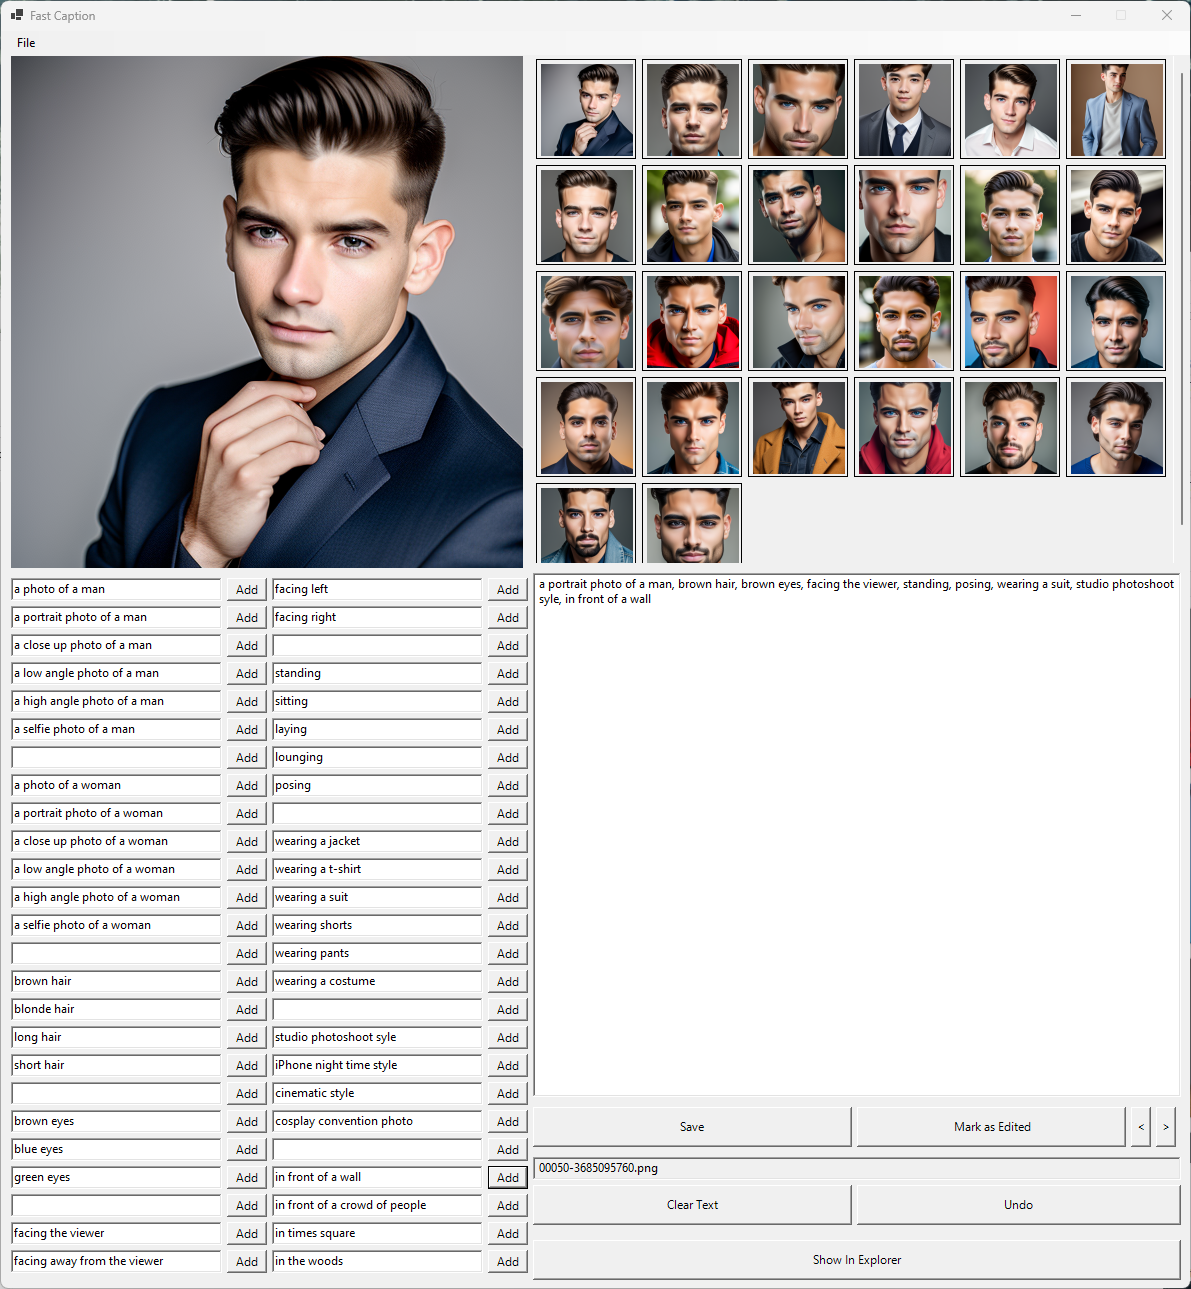 Fast Caption
File
a photo of a man Add facing left Add
a portrait photo of a man Add facing right Add
a close up photo of a man Add Add
a low angle photo of a man Add standing Add
a high angle photo of a man Add sitting Add
a selfie photo of a man Add laying Add
Add lounging Add
a photo of a woman Add posing Add
a portrait photo of a woman Add Add
a close up photo of a woman Add wearing a jacket Add
a low angle photo of a woman Add wearing a t-shirt Add
a high angle photo of a woman Add wearing a suit Add
a selfie photo of a woman Add wearing shorts Add
Add wearing pants Add
brown hair Add wearing a costume Add
blonde hair Add Add
long hair Add studio photoshoot syle Add
short hair Add iPhone night time style Add
Add cinematic style Add
brown eyes Add cosplay convention photo Add
blue eyes Add Add
green eyes Add in front of a wall Add
Add in front of a crowd of people Add
facing the viewer Add in times square Add
facing away from the viewer Add in the woods Add
a portrait photo of a man, brown hair, brown eyes, facing the viewer, standing, posing, wearing a suit, studio photoshoot
syle, in front of a wall
Save Mark as Edited < >
00050-3685095760.png
Clear Text Undo
Show In Explorer